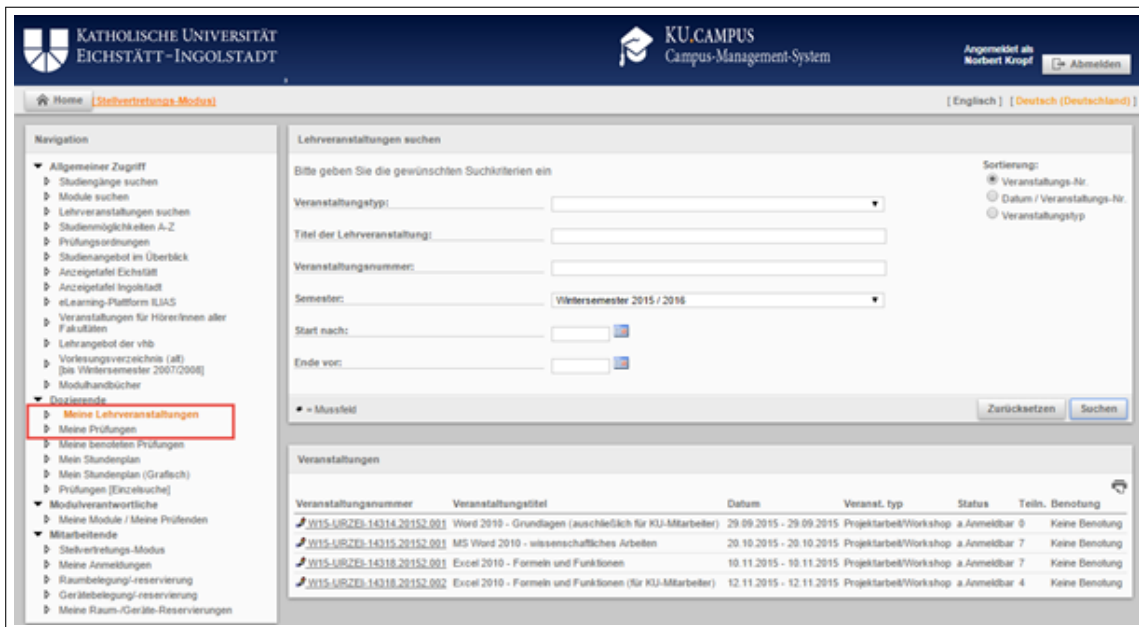 KATHOLISCHE UNIVERSITÄT
EICHSTÄTT-INGOLSTADT
KU.CAMPUS
Campus-Management-System
Angemeldet als
Norbert Kropf
Abmelden
Home
(Stellvertretungs-Modus)
[ Englisch ] [ Deutsch (Deutschland) ]
Navigation
Allgemeiner Zugriff
Studiengänge suchen
Module suchen
Lehrveranstaltungen suchen
Studienmöglichkeiten A-Z
Prüfungsordnungen
Studienangebot im Überblick
Anzeigetafel Eichstätt
Anzeigetafel Ingolstadt
eLearning-Plattform ILIAS
Veranstaltungen für Hörer/innen aller
Fakultäten
Lehrangebot der vhb
Vorlesungsverzeichnis (alt)
[bis Wintersemester 2007/2008]
Modulhandbücher
Dozierende
Meine Lehrveranstaltungen
Meine Prüfungen
Meine benoteten Prüfungen
Mein Stundenplan
Mein Stundenplan (Grafisch)
Prüfungen [Einzelsuche]
Modulverantwortliche
Meine Module / Meine Prüfenden
Mitarbeitende
Stellvertretungs-Modus
Meine Anmeldungen
Raumbelegung/-reservierung
Gerätebelegung/-reservierung
Meine Raum-/Geräte-Reservierungen
Lehrveranstaltungen suchen
Bitte geben Sie die gewünschten Suchkriterien ein
Sortierung:
Veranstaltungs-Nr.
Datum / Veranstaltungs-Nr.
Veranstaltungstyp
Veranstaltungstyp:
Titel der Lehrveranstaltung:
Veranstaltungsnummer:
Semester: Wintersemester 2015 / 2016
Start nach:
Ende vor:
= Mussfeld
Zurücksetzen Suchen
Veranstaltungen
Veranstaltungsnummer Veranstaltungstitel Datum Veranst. typ Status Teiln. Benotung
W15-URZEI-14314.20152.001 Word 2010 - Grundlagen (auschließlich für KU-Mitarbeiter) 29.09.2015 - 29.09.2015 Projektarbeit/Workshop a.Anmeldbar 0 Keine Benotung
W15-URZEI-14315.20152.001 MS Word 2010 - wissenschaftliches Arbeiten 20.10.2015 - 20.10.2015 Projektarbeit/Workshop a.Anmeldbar 7 Keine Benotung
W15-URZEI-14318.20152.001 Excel 2010 - Formeln und Funktionen 10.11.2015 - 10.11.2015 Projektarbeit/Workshop a.Anmeldbar 7 Keine Benotung
W15-URZEI-14318.20152.002 Excel 2010 - Formeln und Funktionen (für KU-Mitarbeiter) 12.11.2015 - 12.11.2015 Projektarbeit/Workshop a.Anmeldbar 4 Keine Benotung